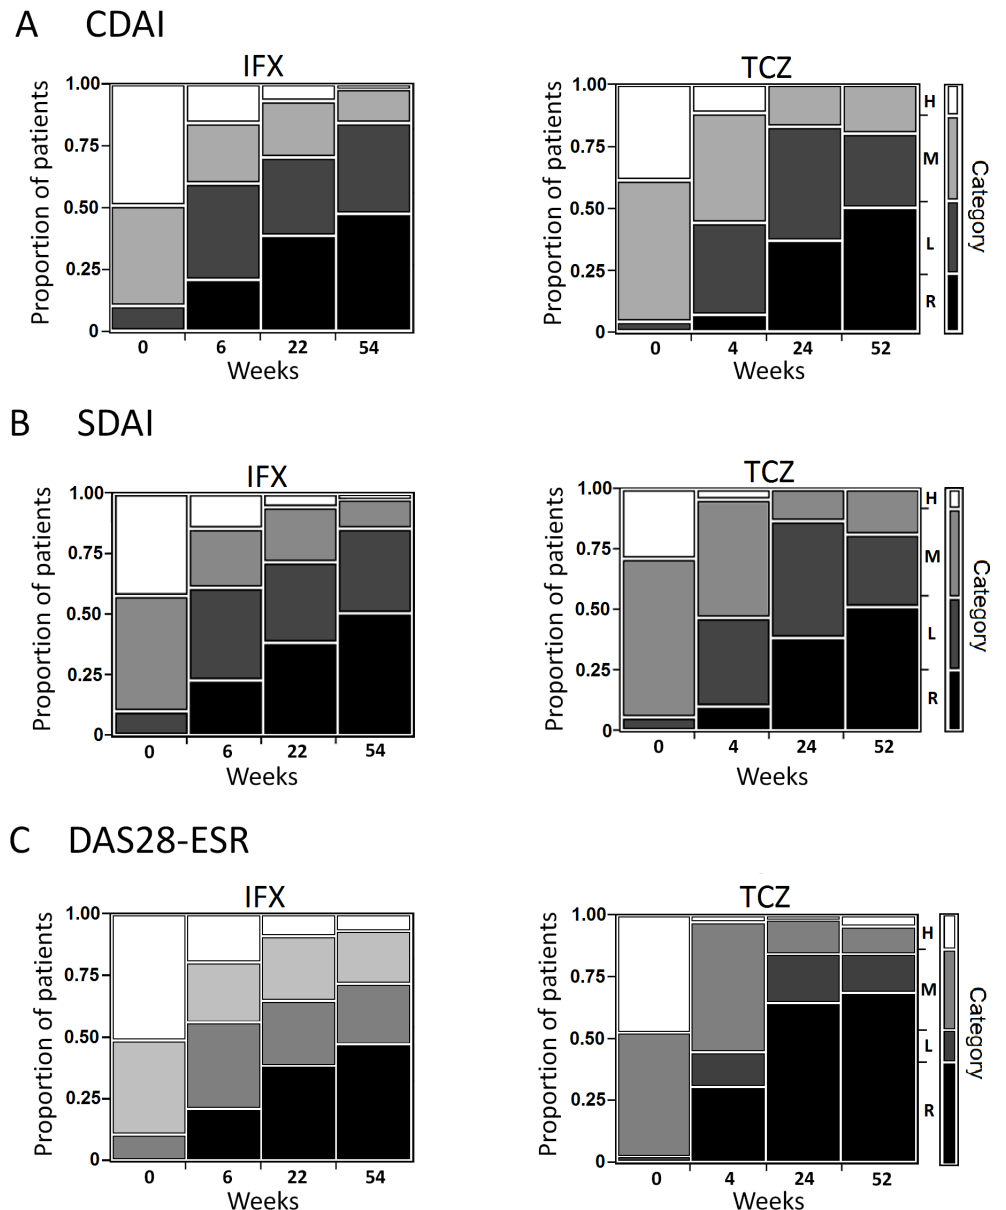 A CDAI
IFX
TCZ
Proportion of patients
1.00
0.75
0.50
0.25
0
0 6 22 54
Weeks
Proportion of patients
1.00
0.75
0.50
0.25
0
0 4 24 52
Weeks
H
M
L
R
Category
B SDAI
IFX
TCZ
Proportion of patients
1.00
0.75
0.50
0.25
0
0 6 22 54
Weeks
Proportion of patients
1.00
0.75
0.50
0.25
0
0 4 24 52
Weeks
H
M
L
R
Category
C DAS28-ESR
IFX
TCZ
Proportion of patients
1.00
0.75
0.50
0.25
0
0 6 22 54
Weeks
Proportion of patients
1.00
0.75
0.50
0.25
0
0 4 24 52
Weeks
H
M
L
R
Category